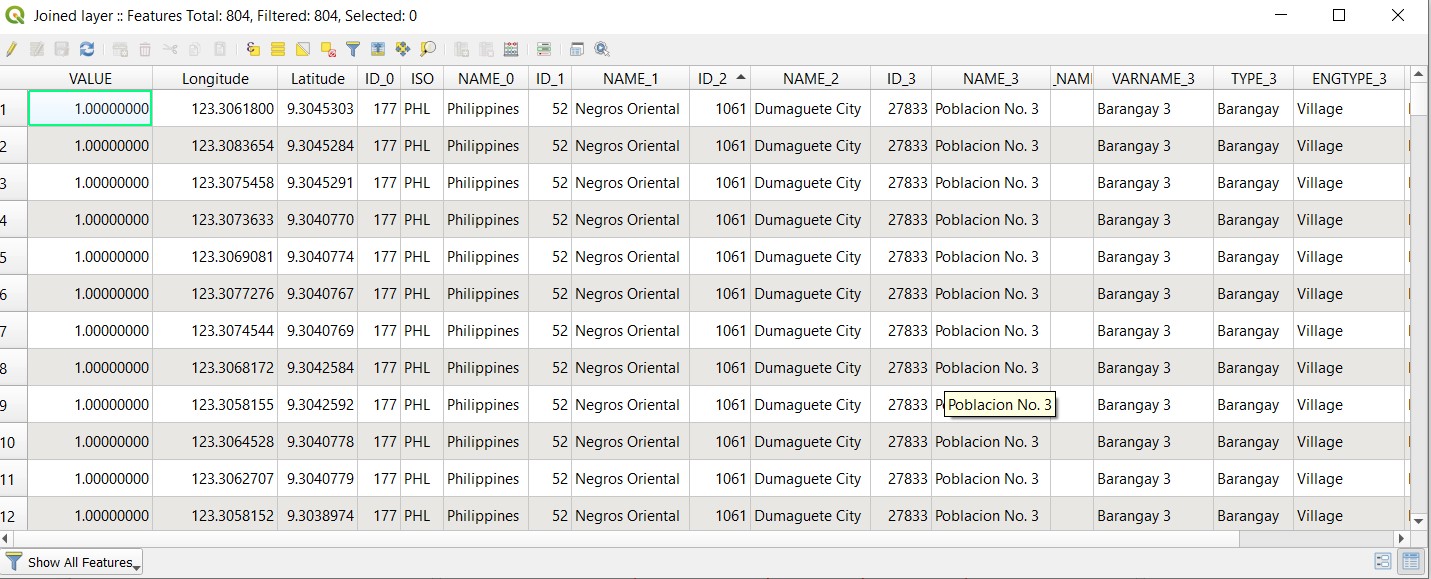 Joined layer :: Features Total: 804, Filtered: 804, Selected: 0
VALUE Longitude Latitude ID_0 ISO NAME_0 ID_1 NAME_1 ID_2 NAME_2 ID_3 NAME_3 _NAM VARNAME_3 TYPE_3 ENGTYPE_3
1 1.00000000 123.3061800 9.3045303 177 PHL Philippines 52 Negros Oriental 1061 Dumaguete City 27833 Poblacion No. 3 Barangay 3 Barangay Village
2 1.00000000 123.3083654 9.3045284 177 PHL Philippines 52 Negros Oriental 1061 Dumaguete City 27833 Poblacion No. 3 Barangay 3 Barangay Village
3 1.00000000 123.3075458 9.3045291 177 PHL Philippines 52 Negros Oriental 1061 Dumaguete City 27833 Poblacion No. 3 Barangay 3 Barangay Village
4 1.00000000 123.3073633 9.3040770 177 PHL Philippines 52 Negros Oriental 1061 Dumaguete City 27833 Poblacion No. 3 Barangay 3 Barangay Village
5 1.00000000 123.3069081 9.3040774 177 PHL Philippines 52 Negros Oriental 1061 Dumaguete City 27833 Poblacion No. 3 Barangay 3 Barangay Village
6 1.00000000 123.3077276 9.3040767 177 PHL Philippines 52 Negros Oriental 1061 Dumaguete City 27833 Poblacion No. 3 Barangay 3 Barangay Village
7 1.00000000 123.3074544 9.3040769 177 PHL Philippines 52 Negros Oriental 1061 Dumaguete City 27833 Poblacion No. 3 Barangay 3 Barangay Village
8 1.00000000 123.3068172 9.3042584 177 PHL Philippines 52 Negros Oriental 1061 Dumaguete City 27833 Poblacion No. 3 Barangay 3 Barangay Village
9 1.00000000 123.3058155 9.3042592 177 PHL Philippines 52 Negros Oriental 1061 Dumaguete City 27833 Poblacion No. 3 Barangay 3 Barangay Village
10 1.00000000 123.3064528 9.3040778 177 PHL Philippines 52 Negros Oriental 1061 Dumaguete City 27833 Poblacion No. 3 Barangay 3 Barangay Village
11 1.00000000 123.3062707 9.3040779 177 PHL Philippines 52 Negros Oriental 1061 Dumaguete City 27833 Poblacion No. 3 Barangay 3 Barangay Village
12 1.00000000 123.3058152 9.3038974 177 PHL Philippines 52 Negros Oriental 1061 Dumaguete City 27833 Poblacion No. 3 Barangay 3 Barangay Village
Show All Features